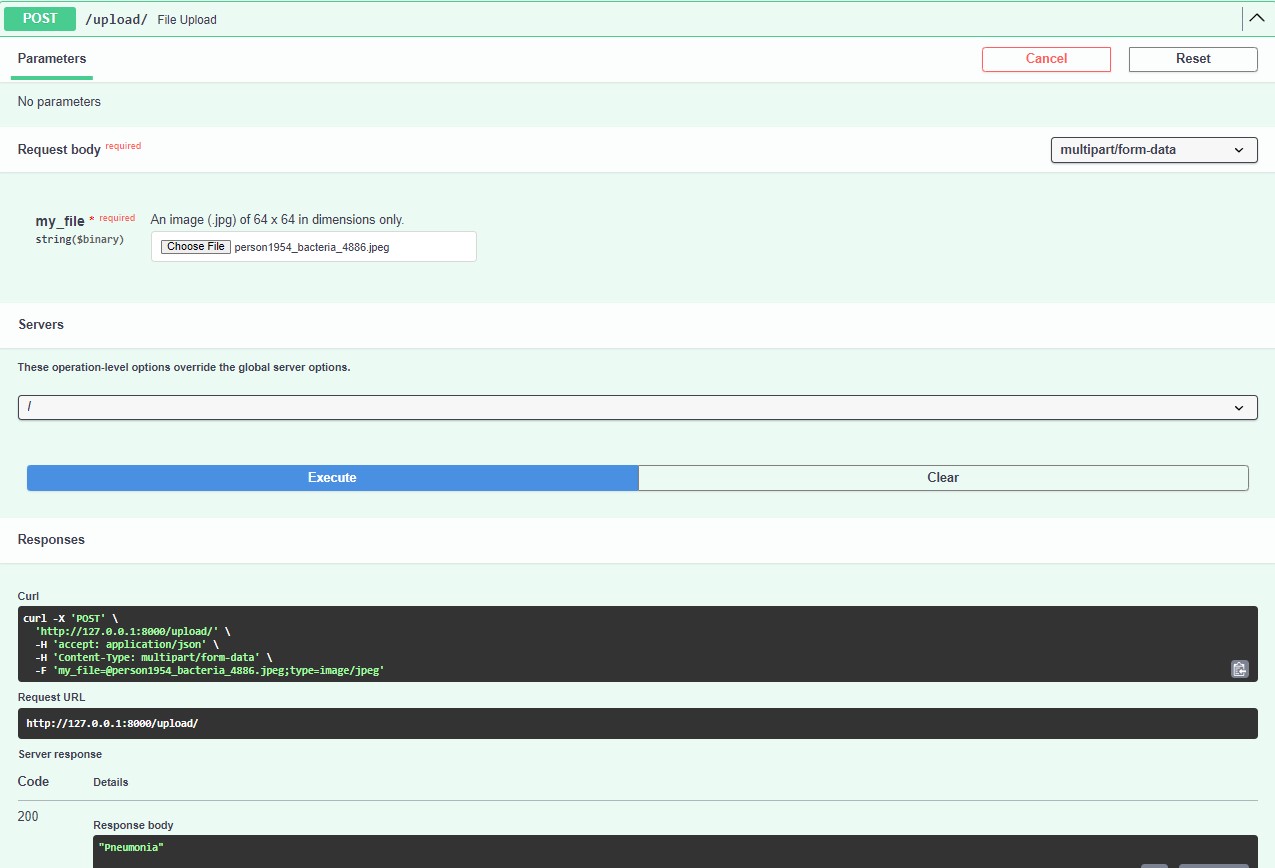 POST /upload/ File Upload
Parameters Cancel Reset
No parameters
Request body required multipart/form-data
my_file * required An image (.jpg) of 64 x 64 in dimensions only.
string($binary) Choose File person1954_bacteria_4886.jpeg
Servers
These operation-level options override the global server options.
/
Execute Clear
Responses
Curl
curl -X 'POST' \
'http://127.0.0.1:8000/upload/' \
-H 'accept: application/json' \
-H 'Content-Type: multipart/form-data' \
-F 'my_file=@person1954_bacteria_4886.jpeg;type=image/jpeg'
Request URL
http://127.0.0.1:8000/upload/
Server response
Code Details
200
Response body
"Pneumonia"